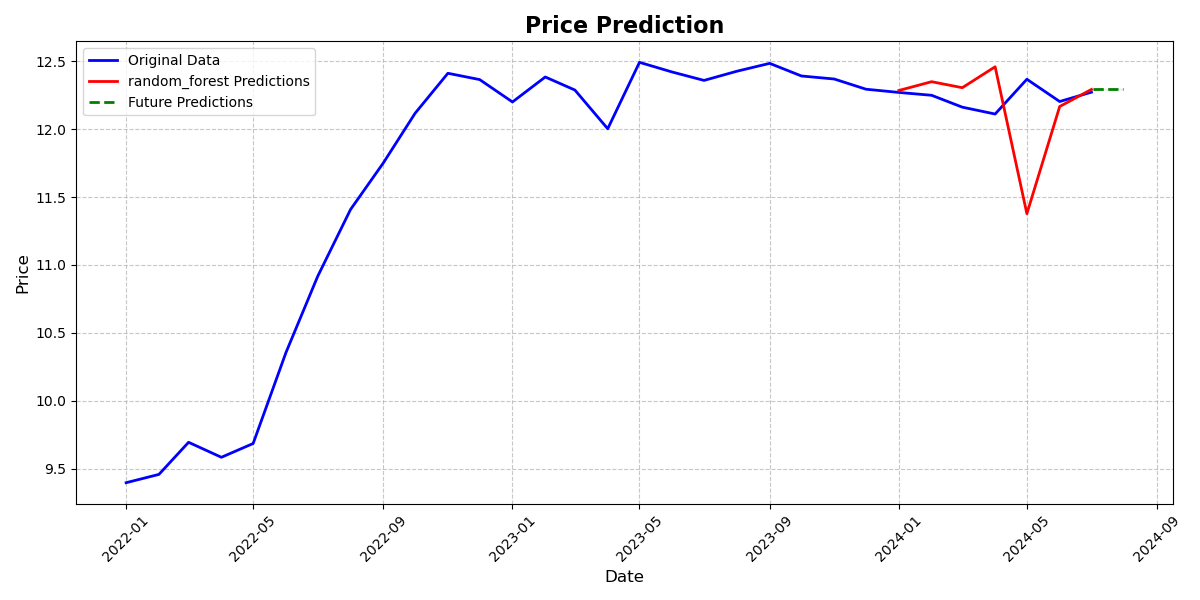 Price Prediction
Original Data
random_forest Predictions
Future Predictions
Price
12.5
12.0
11.5
11.0
10.5
10.0
9.5
2022-01
2022-05
2022-09
2023-01
2023-05
2023-09
2024-01
2024-05
2024-09
Date